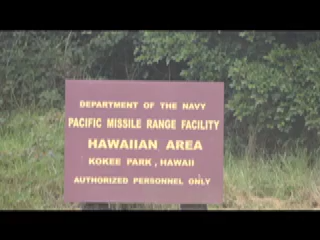 DEPARTMENT OF THE NAVY
PACIFIC MISSILE RANGE FACILITY
HAWAIIAN AREA
KOKEE PARK, HAWAII
AUTHORIZED PERSONNEL ONLY